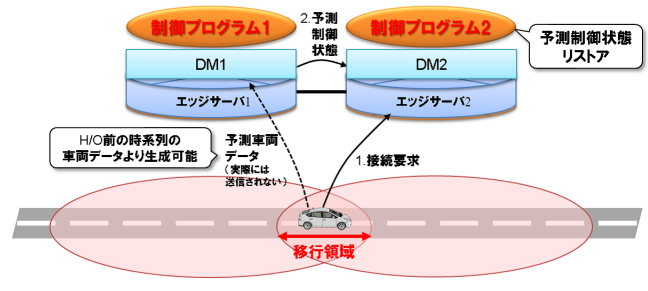 制御プログラム1
2.予測
制御
状態
制御プログラム2
予測制御状態
リストア
DM1
DM2
エッジサーバ1
エッジサーバ2
H/O前の時系列の
車両データより生成可能
予測車両
データ
(実際には
送信されない)
1.接続要求
移行領域